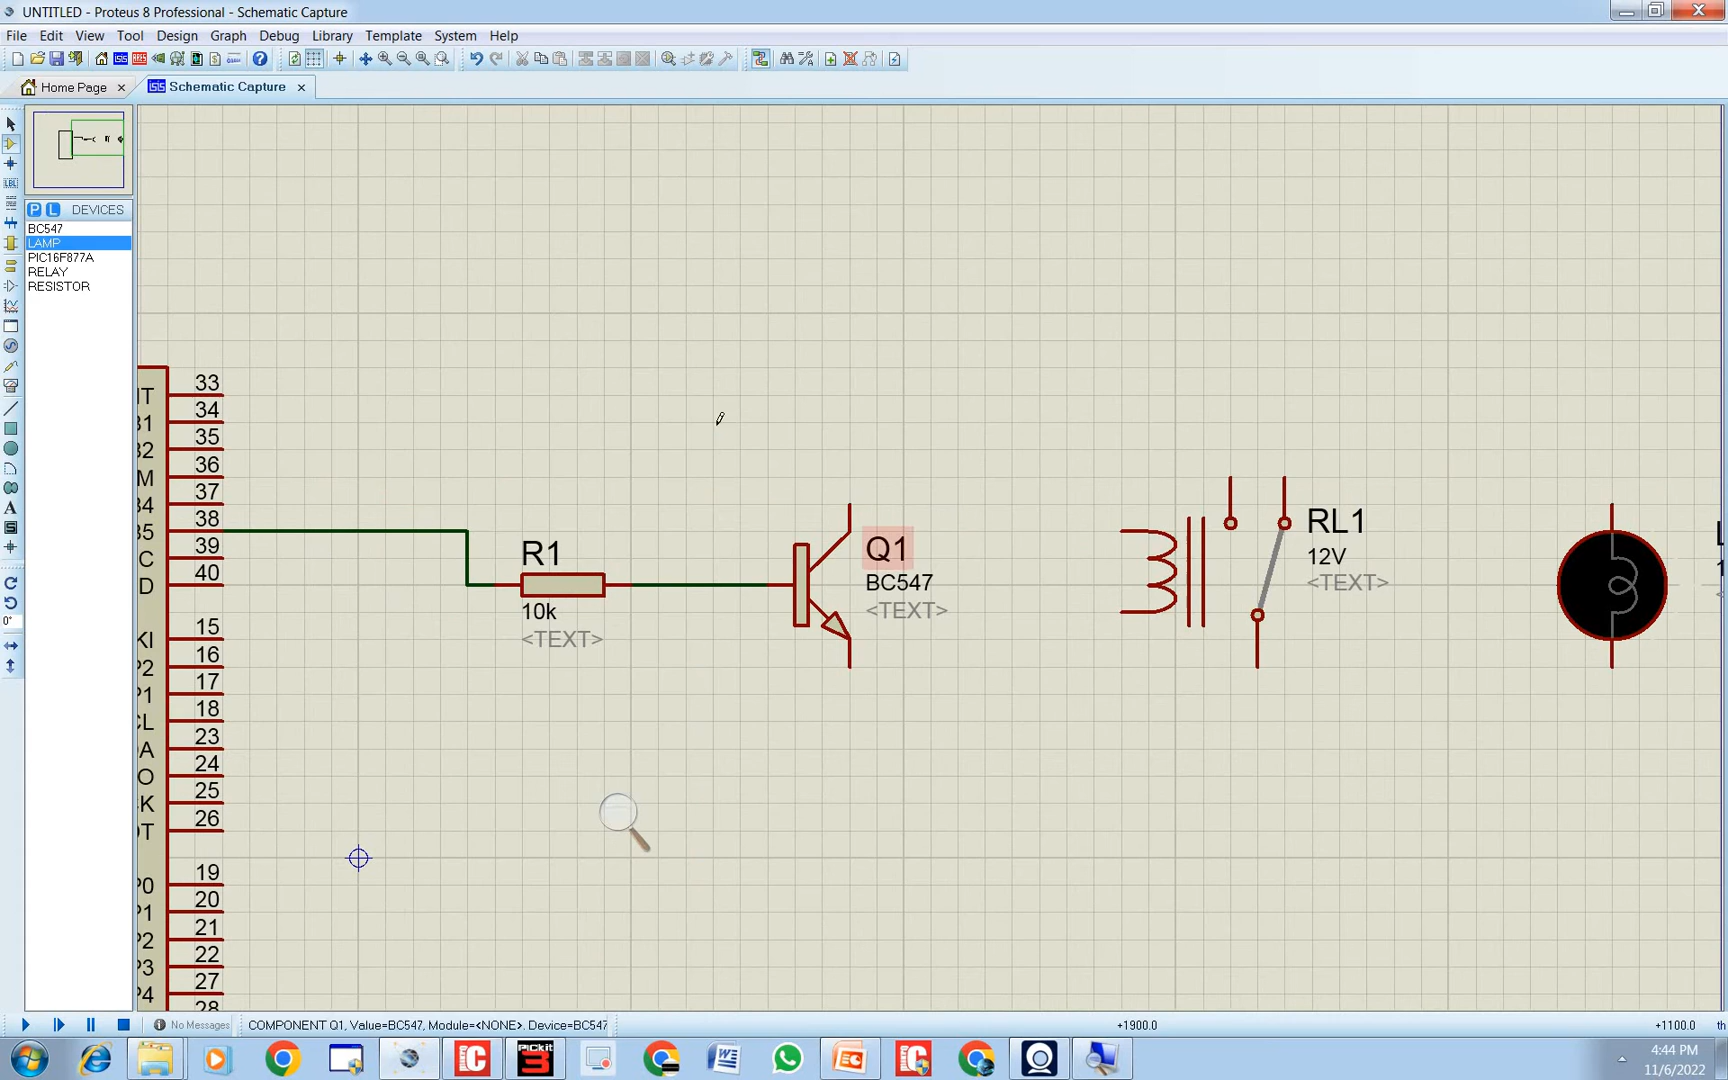 UNTITLED - Proteus 8 Professional - Schematic Capture
File Edit View Tool Design Graph Debug Library Template System Help
Home Page
Schematic Capture
P L DEVICES
BC547
LAMP
PIC16F877A
RELAY
RESISTOR
LBL
A
S
0°
33
34
35
36
37
38
39
40
15
16
17
18
23
24
25
26
19
20
21
22
27
28
R1
10k
<TEXT>
Q1
BC547
<TEXT>
RL1
12V
<TEXT>
No Messages
COMPONENT Q1, Value=BC547, Module=<NONE>. Device=BC547
+1900.0
+1100.0
th
4:44 PM
11/6/2022